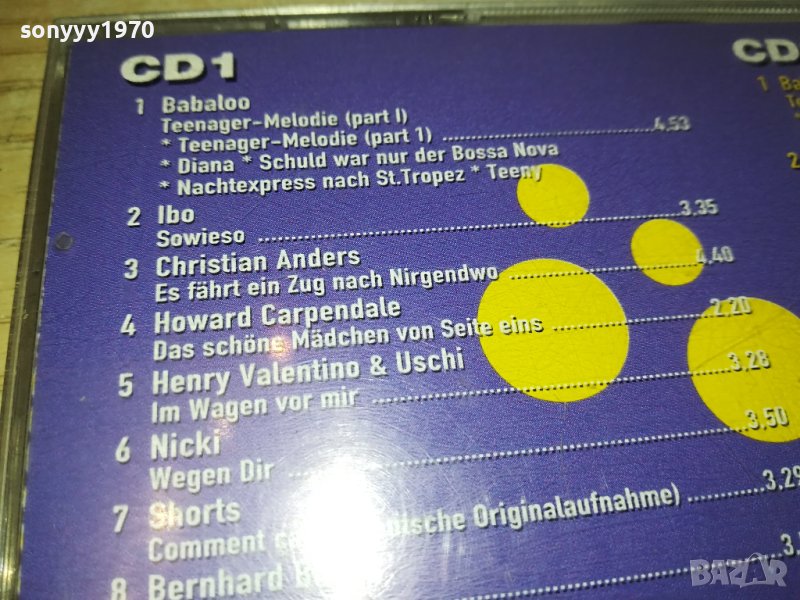 sonyyy1970
CD1
1 Babaloo
Teenager-Melodie (part I)
* Teenager-Melodie (part 1) 4,53
* Diana * Schuld war nur der Bossa Nova
* Nachtexpress nach St.Tropez * Teeny
2 Ibo
Sowieso 3,35
3 Christian Anders
Es fährt ein Zug nach Nirgendwo 4,40
4 Howard Carpendale
Das schöne Mädchen von Seite eins 2,20
5 Henry Valentino & Uschi
Im Wagen vor mir 3,28
6 Nicki
Wegen Dir 3,50
7 Shorts
Comment Originalaufnahme) 3,29
8 Bernhard
CD
1
2
BAZAR